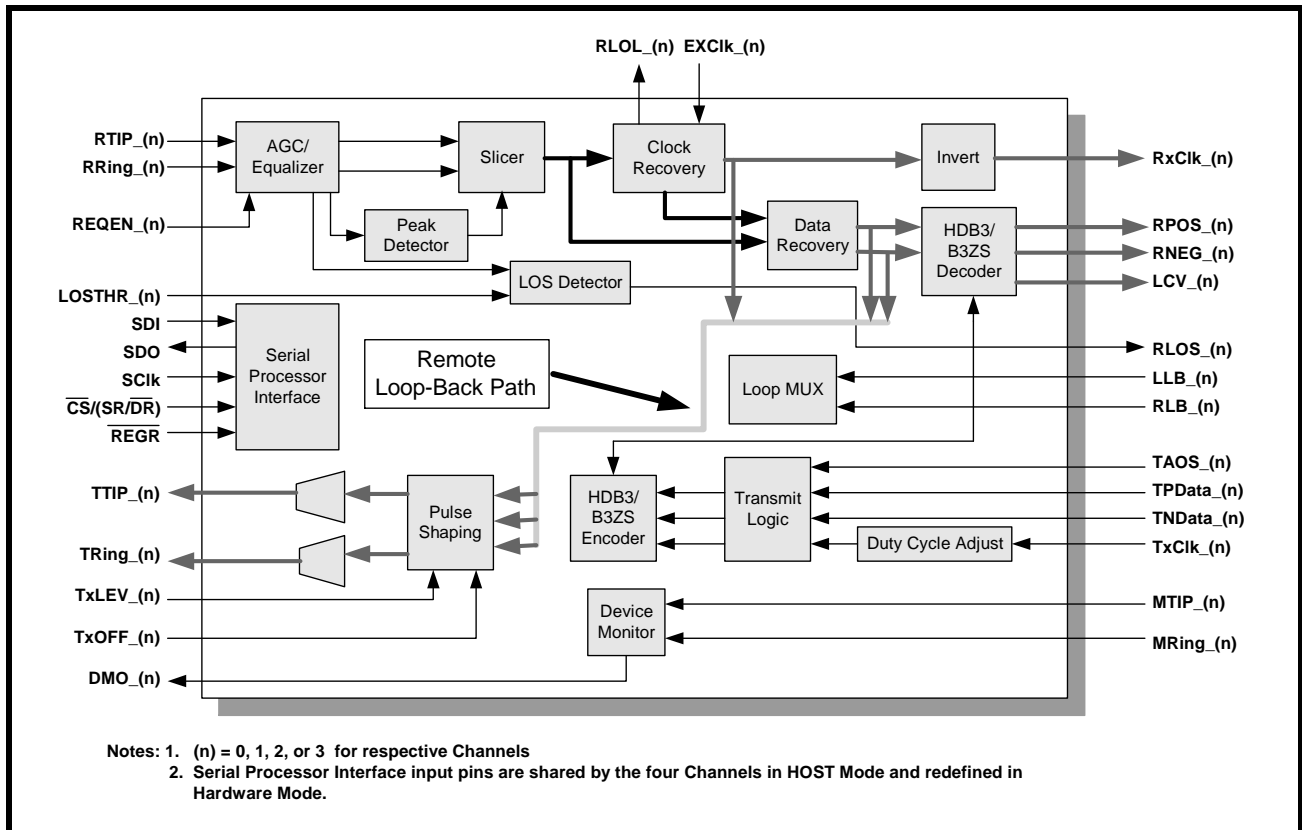 RLOL_(n) EXClk_(n)
RTIP_(n)
RRing_(n)
REQEN_(n)
LOSTHR_(n)
SDI
SDO
SClk
CS/(SR/DR)
REGR
TTIP_(n)
TRing_(n)
TxLEV_(n)
TxOFF_(n)
DMO_(n)
AGC/
Equalizer
Slicer
Clock
Recovery
Invert
Peak
Detector
Data
Recovery
HDB3/
B3ZS
Decoder
LOS Detector
Serial
Processor
Interface
Remote
Loop-Back Path
Loop MUX
Pulse
Shaping
HDB3/
B3ZS
Encoder
Transmit
Logic
Duty Cycle Adjust
Device
Monitor
RxClk_(n)
RPOS_(n)
RNEG_(n)
LCV_(n)
RLOS_(n)
LLB_(n)
RLB_(n)
TAOS_(n)
TPData_(n)
TNData_(n)
TxClk_(n)
MTIP_(n)
MRing_(n)
Notes: 1. (n) = 0, 1, 2, or 3 for respective Channels
2. Serial Processor Interface input pins are shared by the four Channels in HOST Mode and redefined in
Hardware Mode.